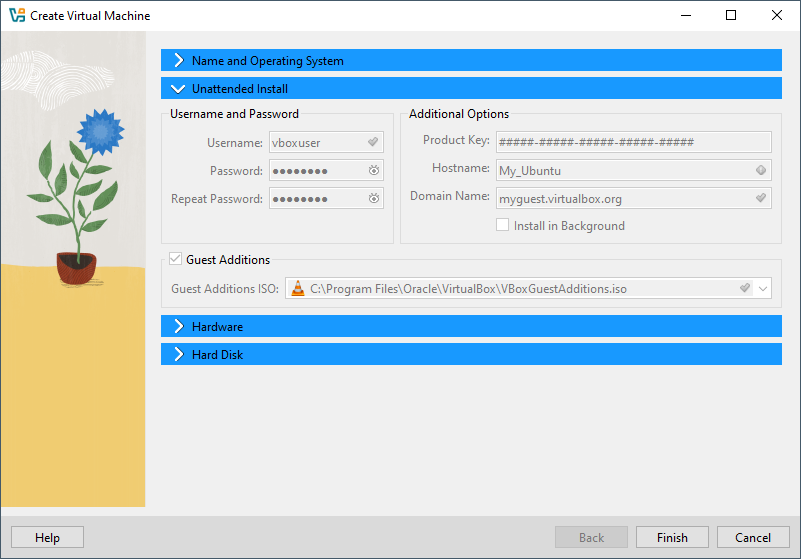 Create Virtual Machine
Name and Operating System
Unattended Install
Username and Password
Username: vboxuser
Password: ●●●●●●●●
Repeat Password: ●●●●●●●●
Additional Options
Product Key: #####-#####-#####-#####-#####
Hostname: My_Ubuntu
Domain Name: myguest.virtualbox.org
Install in Background
Guest Additions
Guest Additions ISO: C:\Program Files\Oracle\VirtualBox\VBoxGuestAdditions.iso
Hardware
Hard Disk
Help Back Finish Cancel